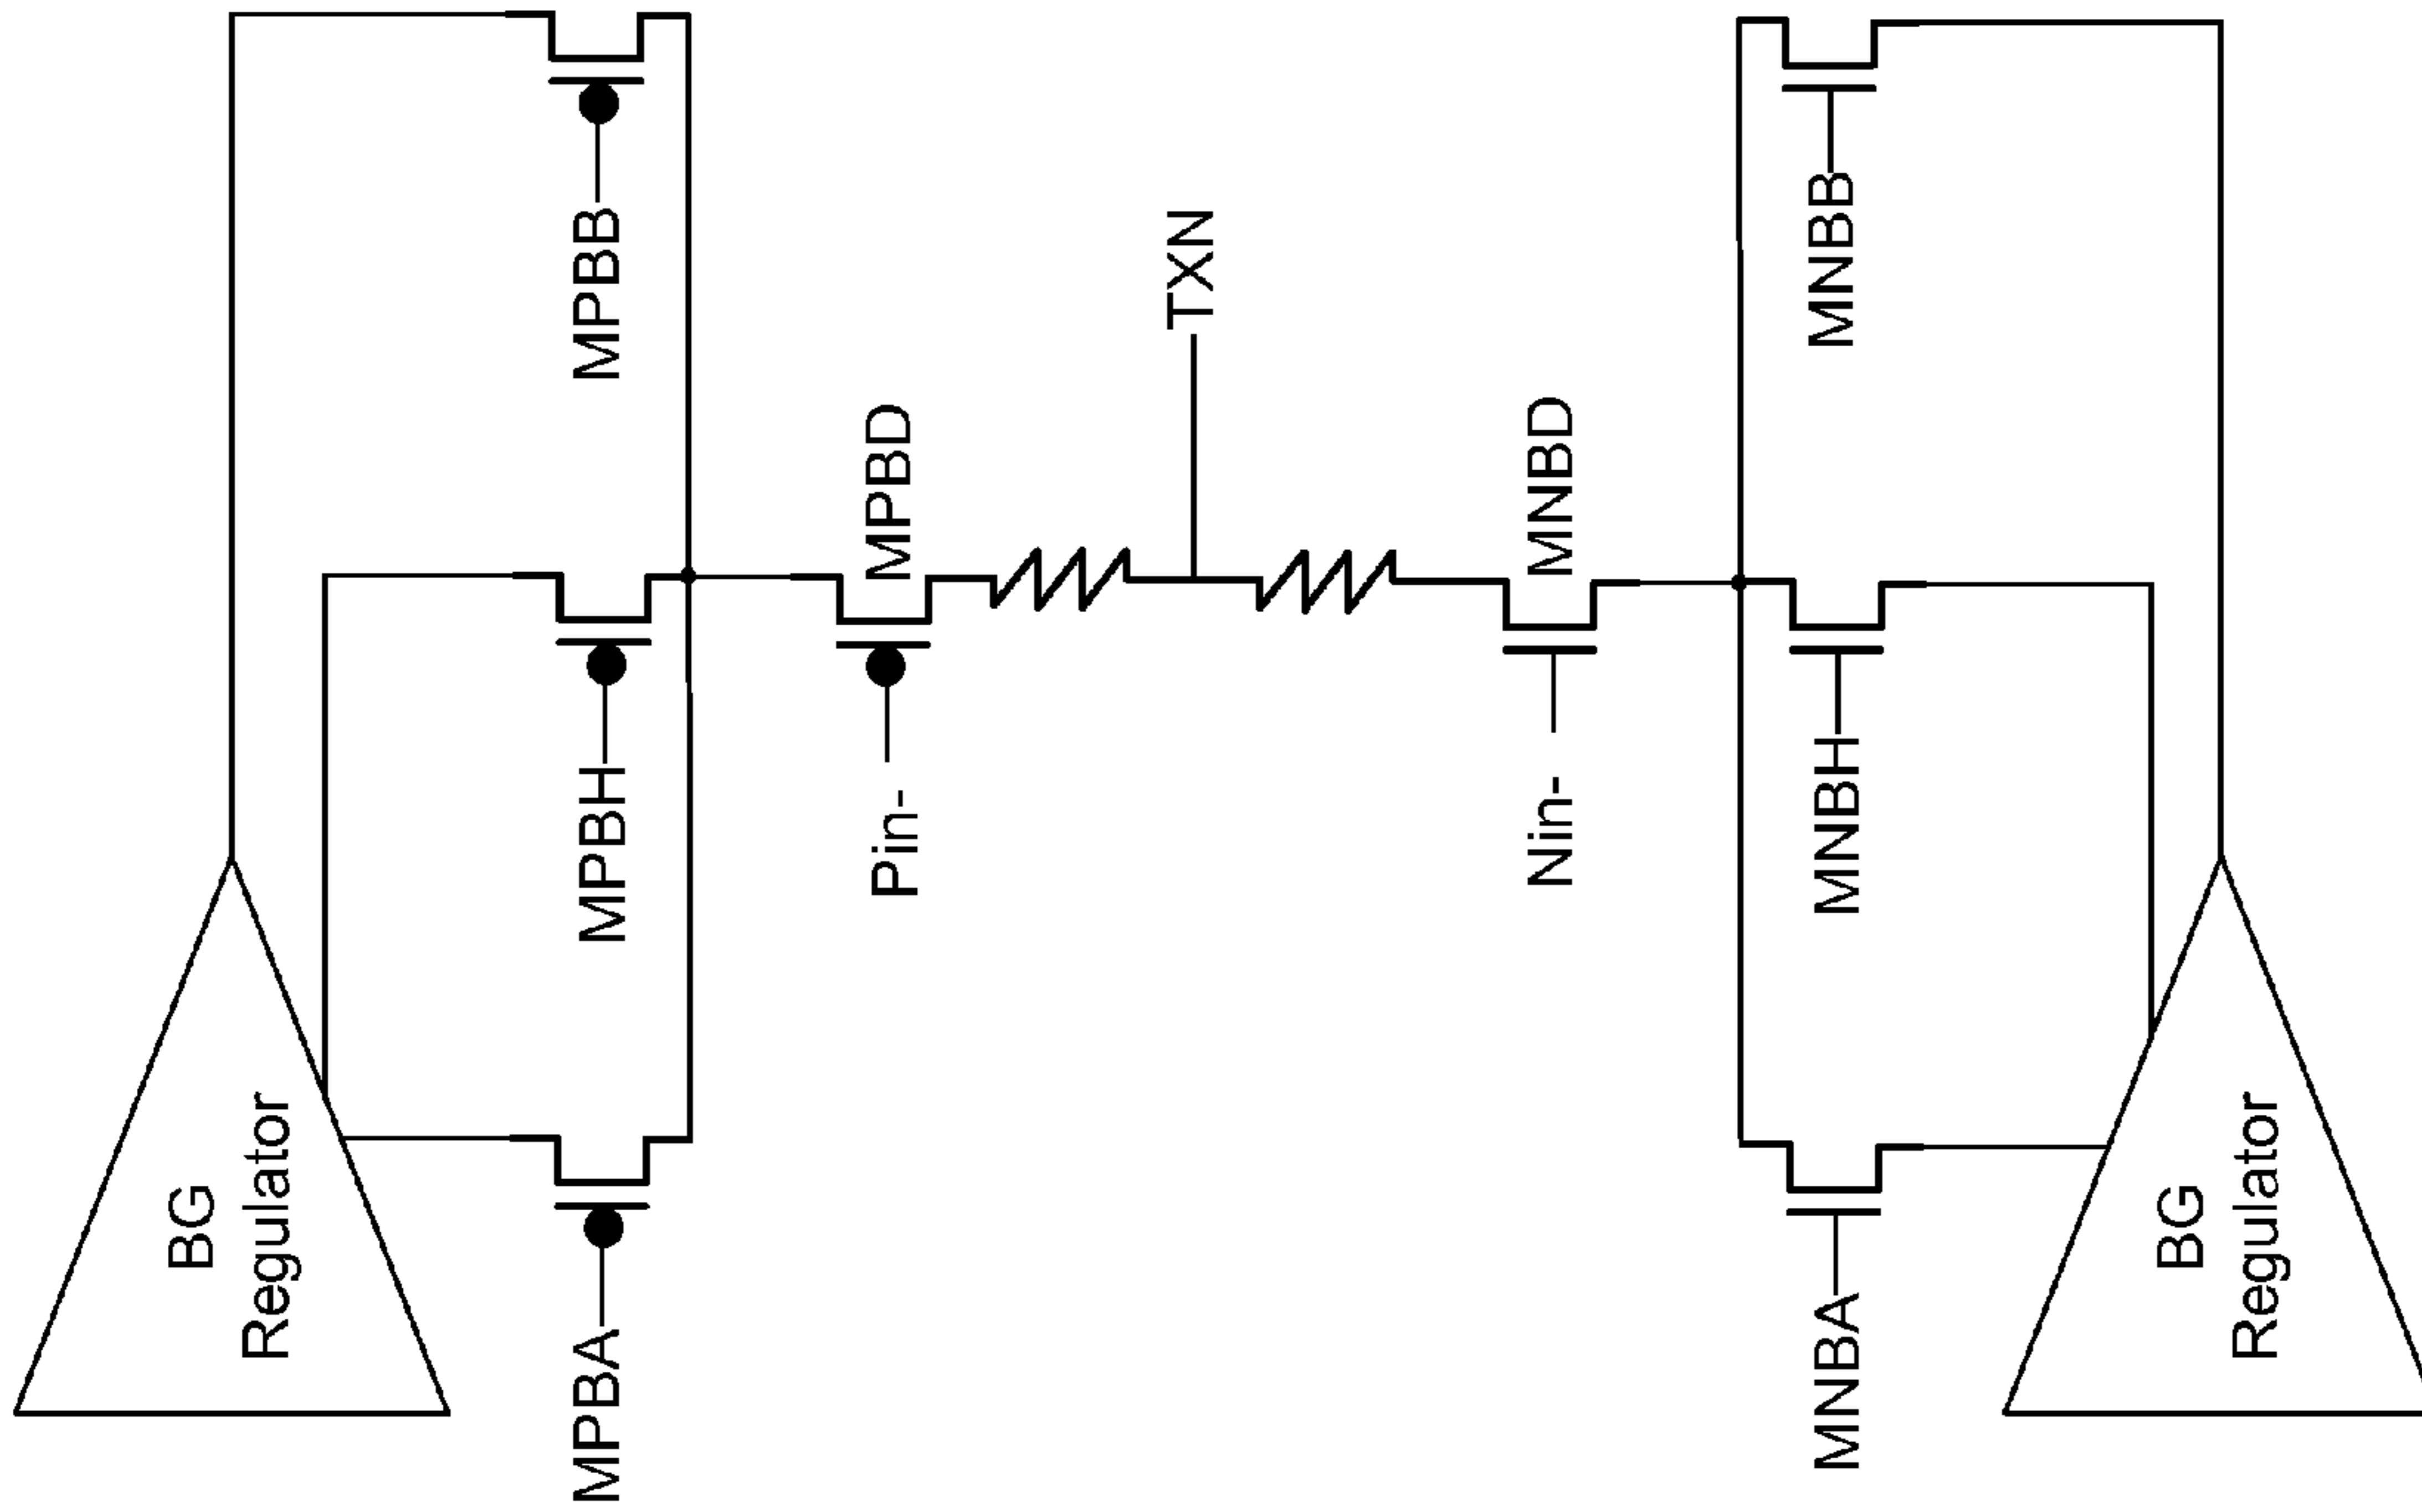 BG
Regulator
MPBA
MPBH
MPBB
Pin-
MPBD
TXN
Nin-
MNBD
MNBA
MNBH
MNBB
BG
Regulator